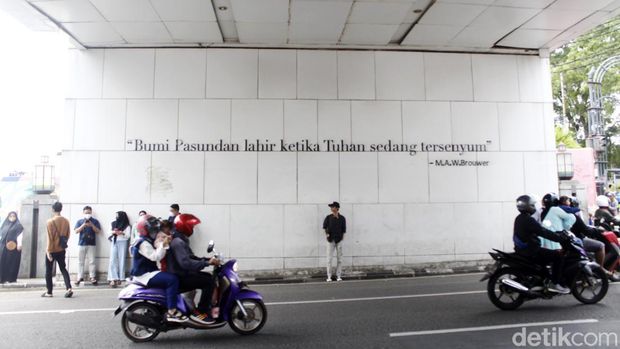 “Bumi Pasundan lahir ketika Tuhan sedang tersenyum”
- M.A.W.Brouwer
detikcom